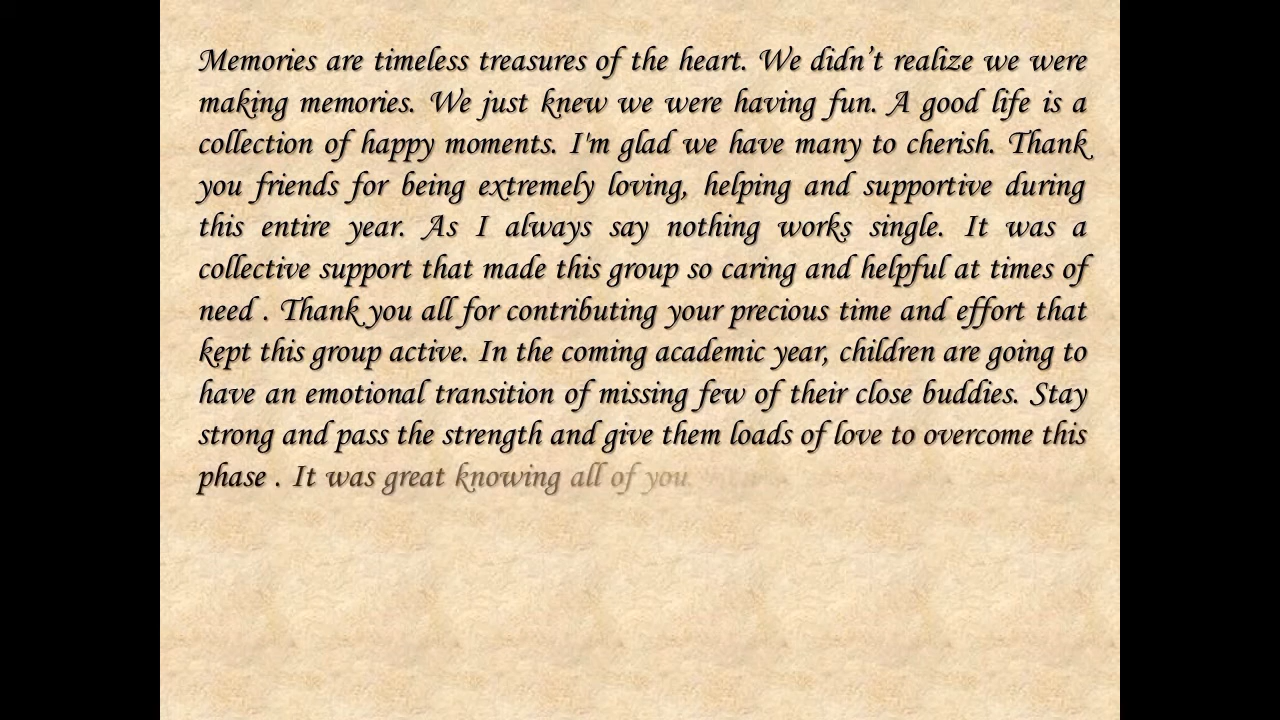 Memories are timeless treasures of the heart. We didn’t realize we were
making memories. We just knew we were having fun. A good life is a
collection of happy moments. I'm glad we have many to cherish. Thank
you friends for being extremely loving, helping and supportive during
this entire year. As I always say nothing works single. It was a
collective support that made this group so caring and helpful at times of
need . Thank you all for contributing your precious time and effort that
kept this group active. In the coming academic year, children are going to
have an emotional transition of missing few of their close buddies. Stay
strong and pass the strength and give them loads of love to overcome this
phase . It was great knowing all of you